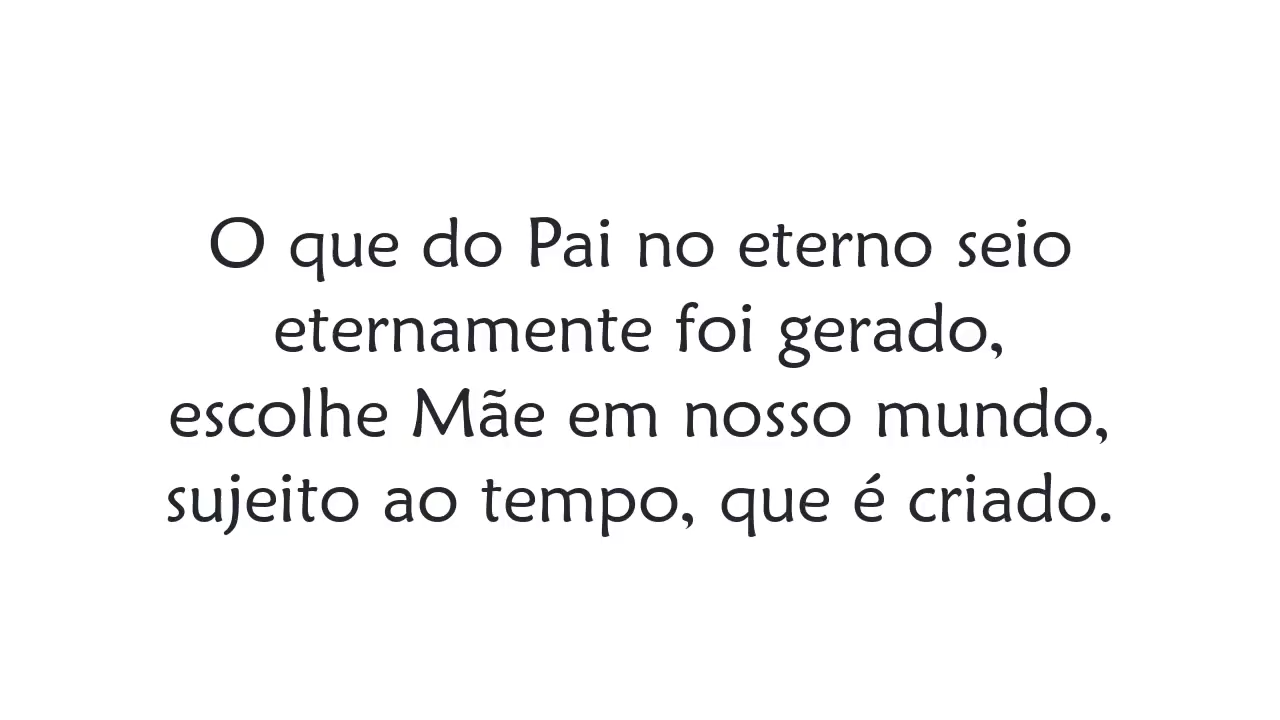 O que do Pai no eterno seio
eternamente foi gerado,
escolhe Mãe em nosso mundo,
sujeito ao tempo, que é criado.